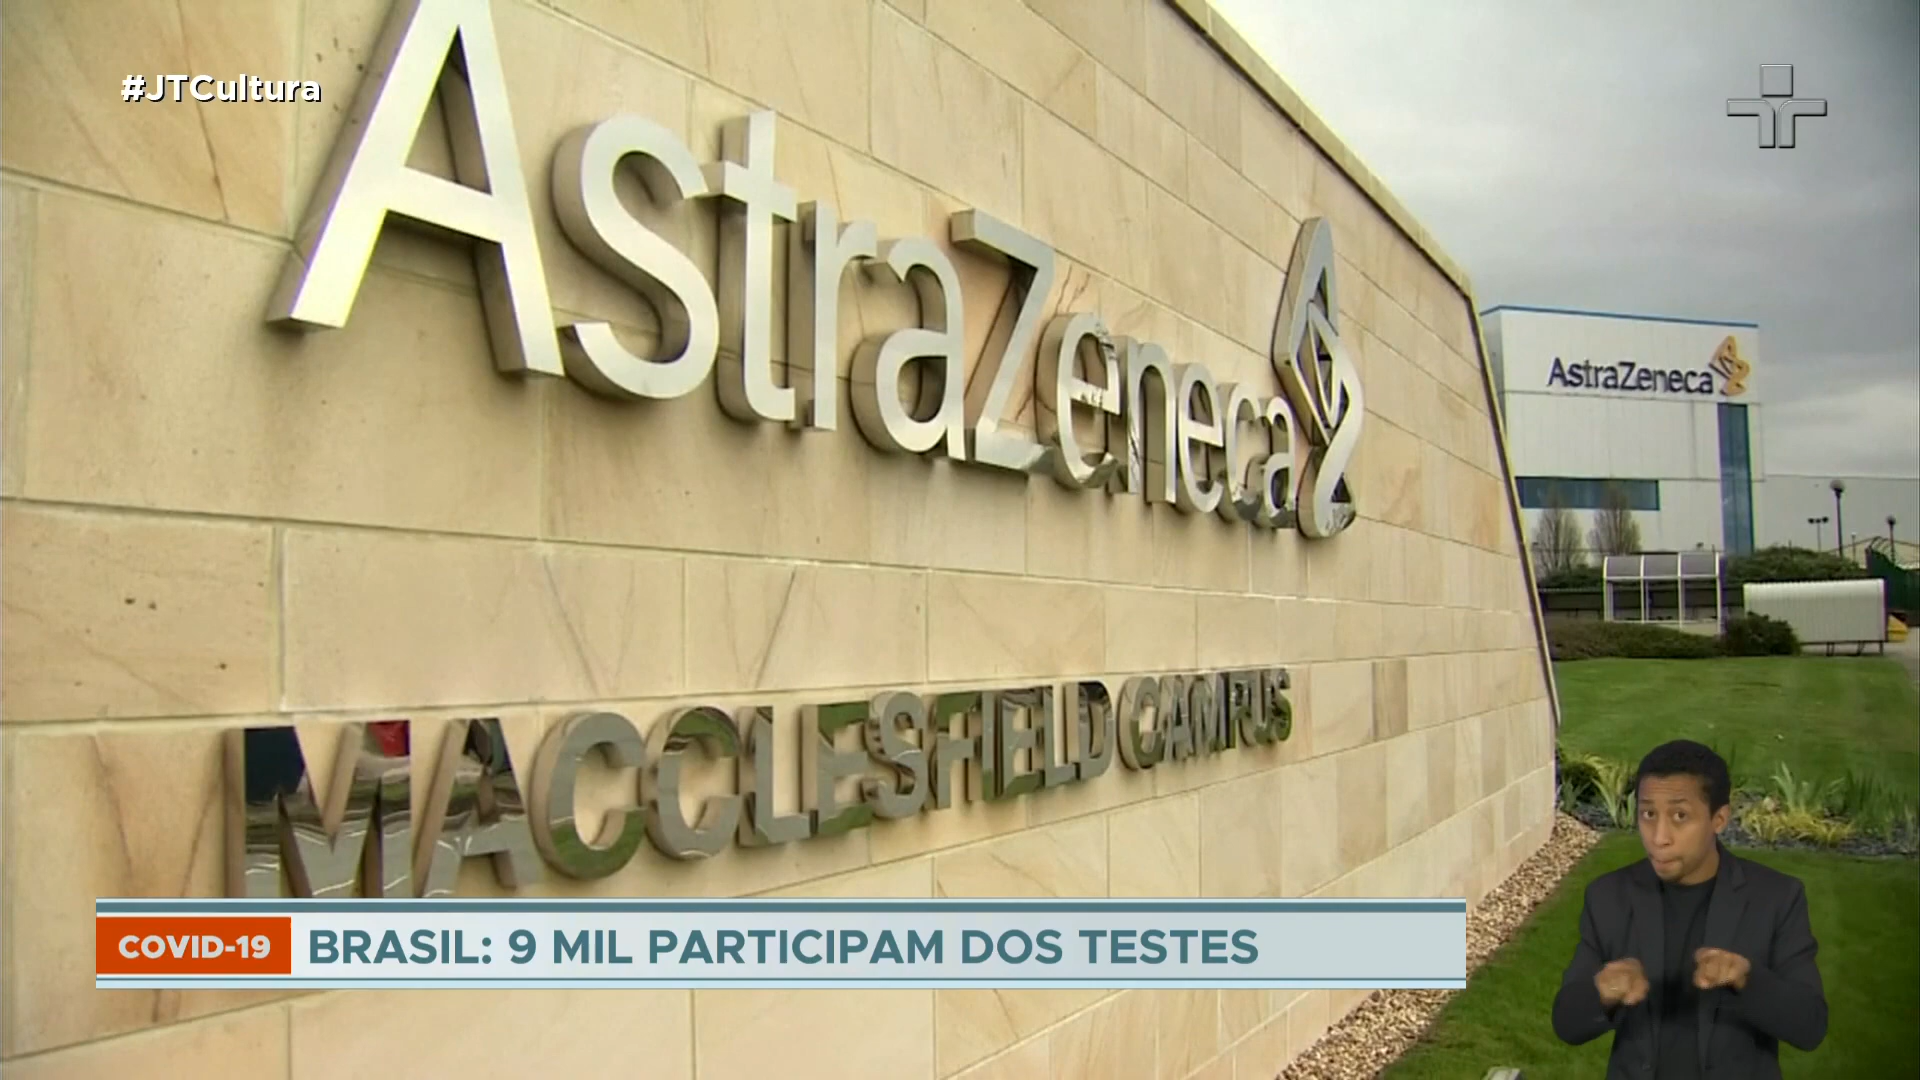 #JTCultura
AstraZeneca
AstraZeneca
MACCLESFIELD CAMPUS
COVID-19 BRASIL: 9 MIL PARTICIPAM DOS TESTES